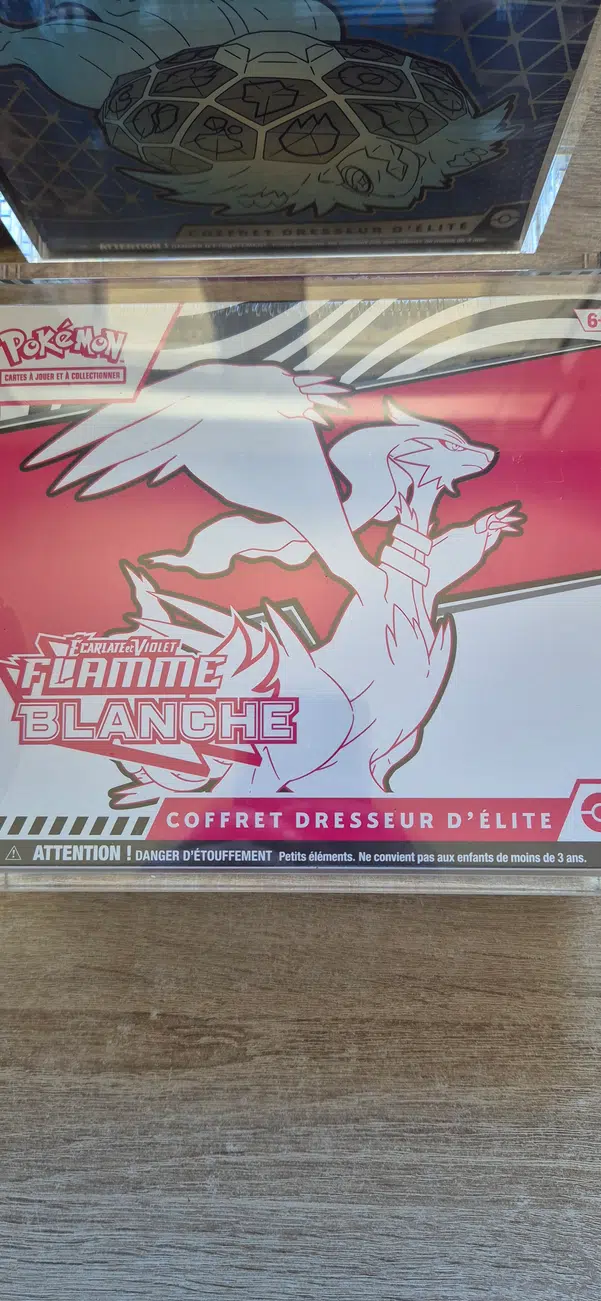 COFFRET DRESSEUR D'ÉLITE
ATTENTION !
POKÉMON
CARTES À JOUER ET À COLLECTIONNER
6+
ÉCARLATE et VIOLET
FLAMME
BLANCHE
COFFRET DRESSEUR D'ÉLITE
ATTENTION ! DANGER D'ÉTOUFFEMENT Petits éléments. Ne convient pas aux enfants de moins de 3 ans.